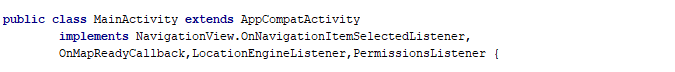 public class MainActivity extends AppCompatActivity
implements NavigationView.OnNavigationItemSelectedListener,
OnMapReadyCallback,LocationEngineListener,PermissionsListener {